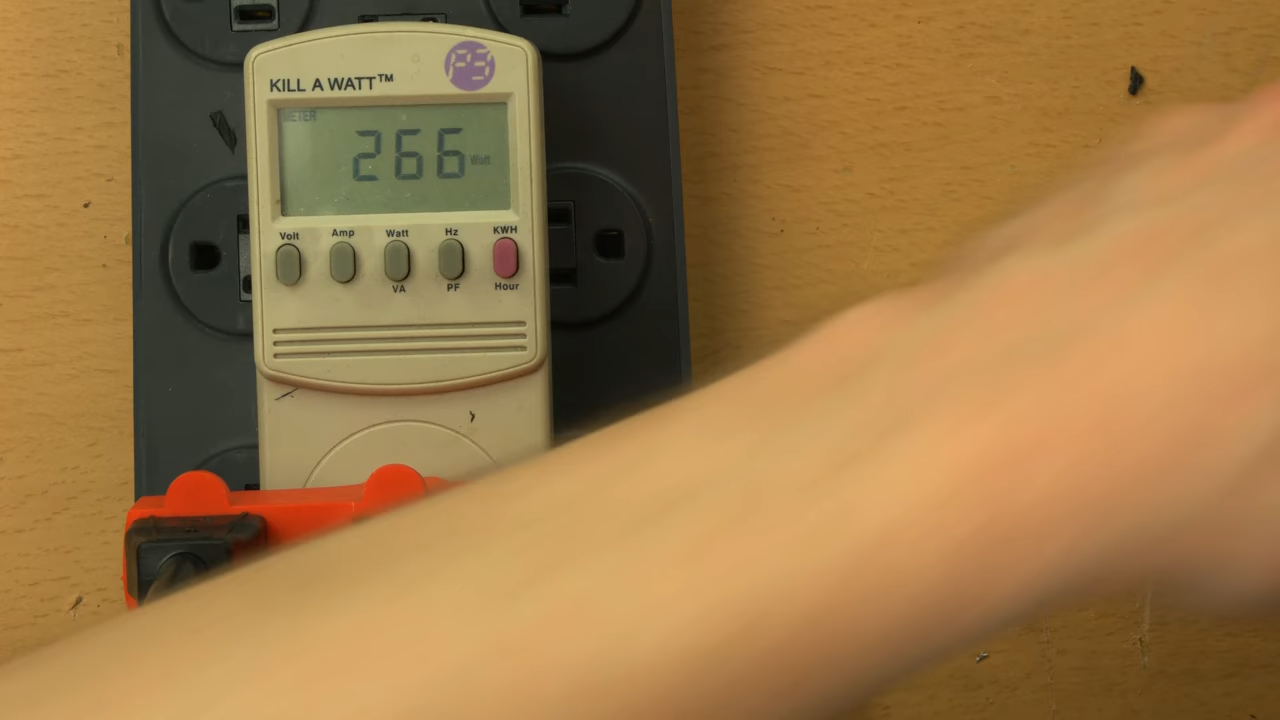 KILL A WATT™
P3
METER
266 Watt
Volt Amp Watt Hz KWH
VA PF Hour